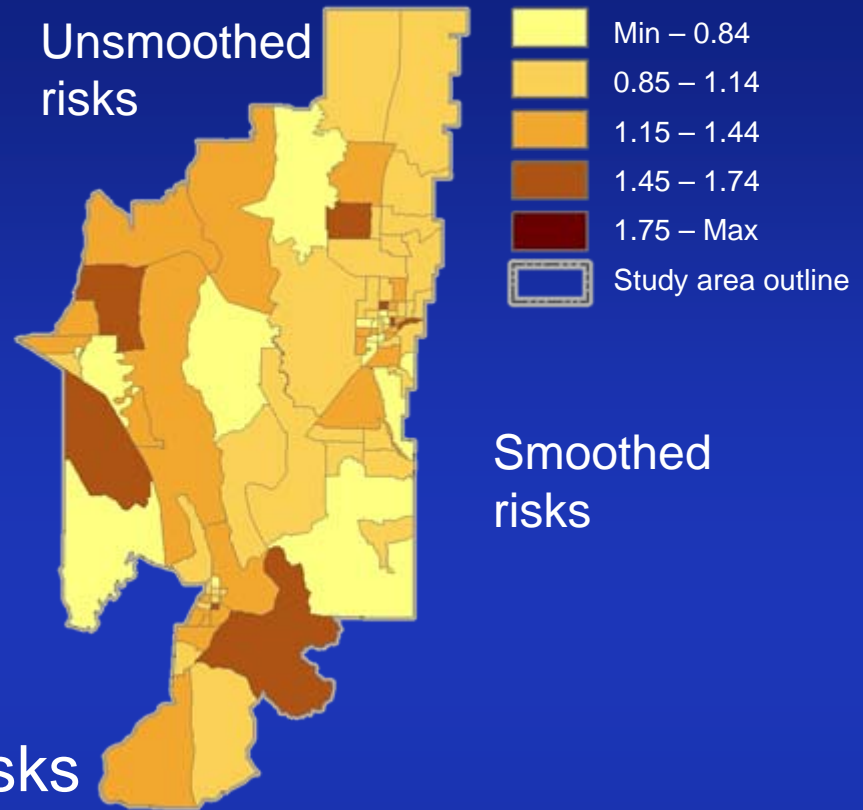 Unsmoothed
risks
Min – 0.84
0.85 – 1.14
1.15 – 1.44
1.45 – 1.74
1.75 – Max
Study area outline
Smoothed
risks